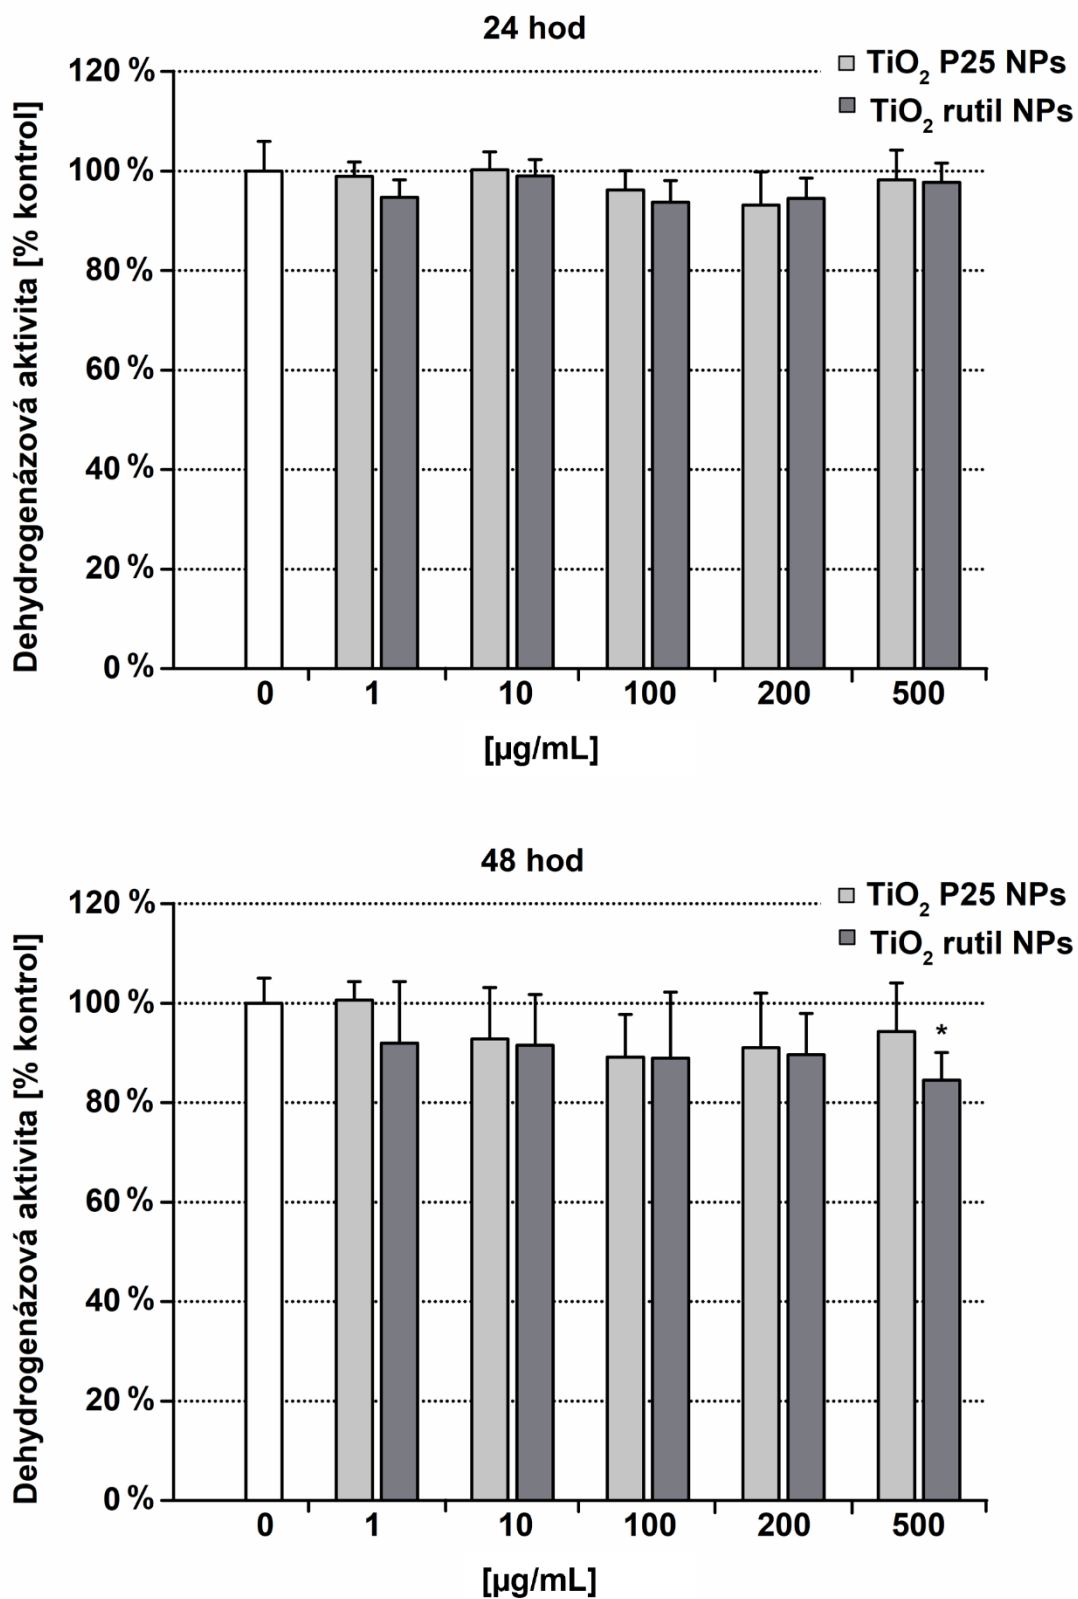 24 hod
TiO2 P25 NPs
TiO2 rutil NPs
Dehydrogenázová aktivita [% kontrol]
120 %
100 %
80 %
60 %
40 %
20 %
0 %
0 1 10 100 200 500
[µg/mL]
48 hod
TiO2 P25 NPs
TiO2 rutil NPs
Dehydrogenázová aktivita [% kontrol]
120 %
100 %
80 %
60 %
40 %
20 %
0 %
*
0 1 10 100 200 500
[µg/mL]